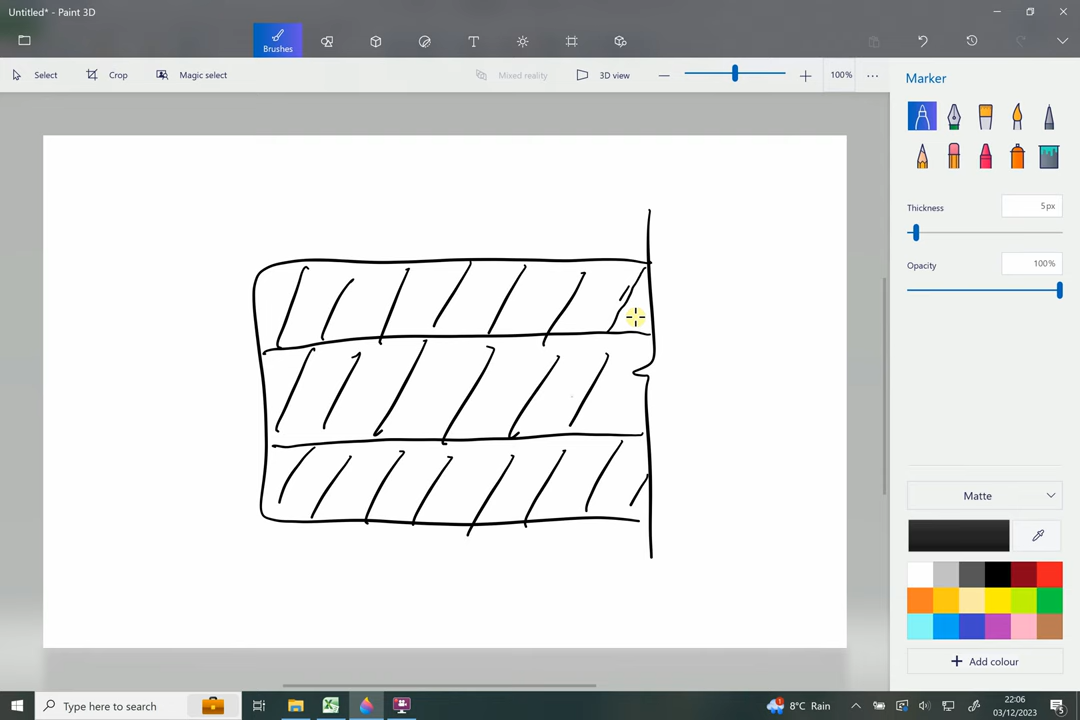 Untitled* - Paint 3D
Brushes
Select
Crop
Magic select
Mixed reality
3D view
100%
Marker
Thickness
5px
Opacity
100%
Matte
+ Add colour
Type here to search
8°C Rain
22:06
03/12/2023
5